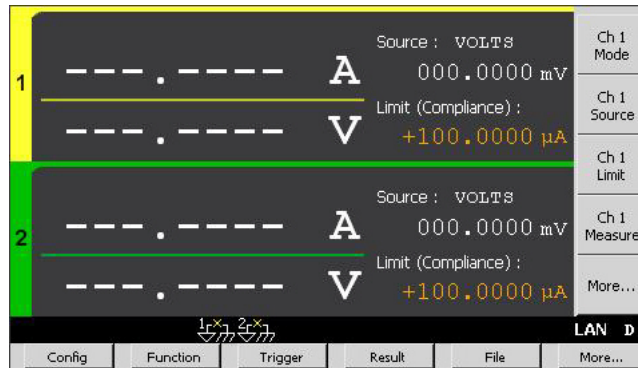 1
---.---- A
Source : VOLTS
000.0000 mV
---.---- V
Limit (Compliance) :
+100.0000 µA
2
---.---- A
Source : VOLTS
000.0000 mV
---.---- V
Limit (Compliance) :
+100.0000 µA
Ch 1
Mode
Ch 1
Source
Ch 1
Limit
Ch 1
Measure
More...
1 2
LAN D
Config Function Trigger Result File More...